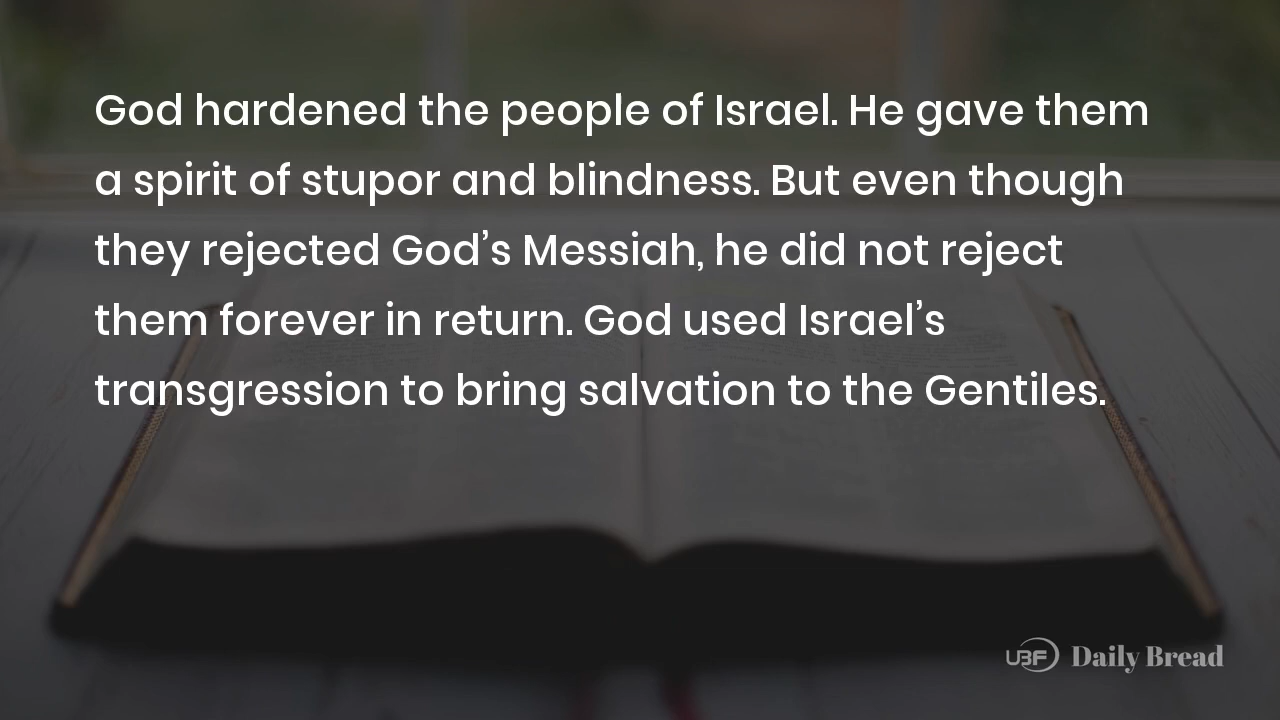 God hardened the people of Israel. He gave them
a spirit of stupor and blindness. But even though
they rejected God’s Messiah, he did not reject
them forever in return. God used Israel’s
transgression to bring salvation to the Gentiles.
UBF Daily Bread